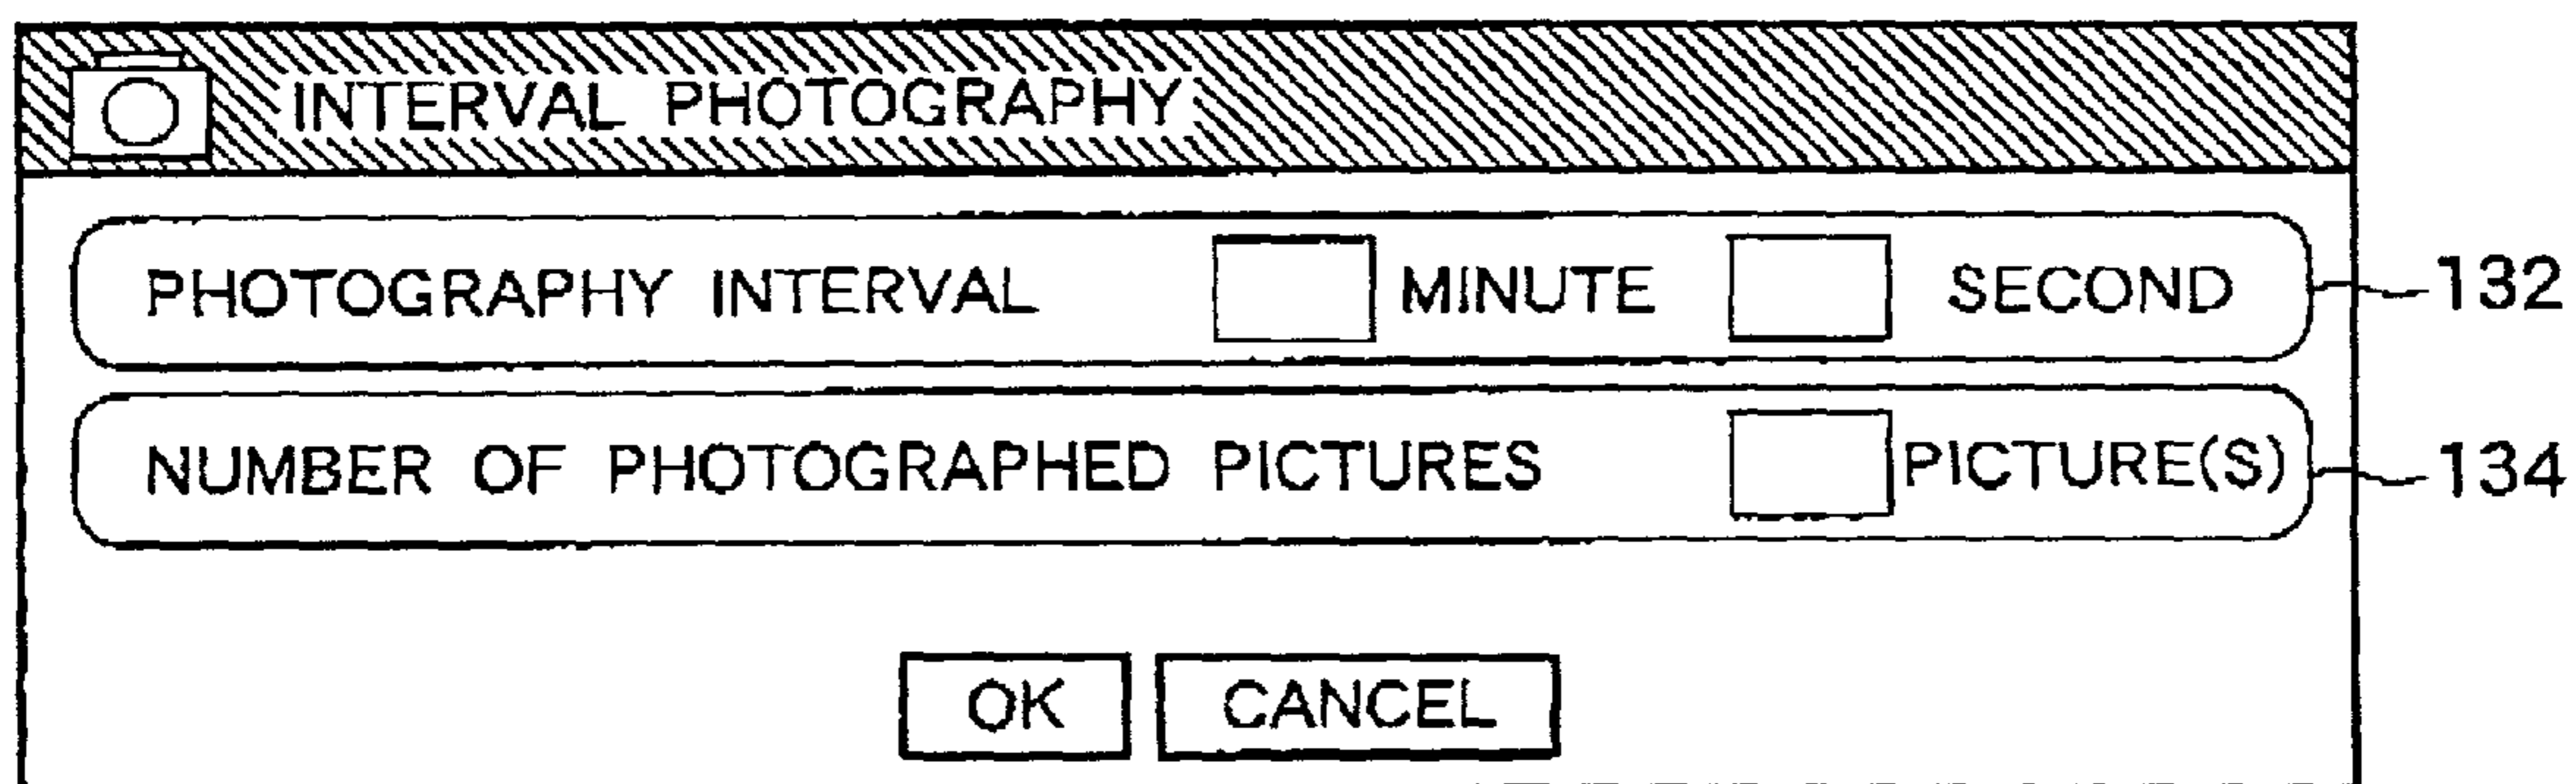 INTERVAL PHOTOGRAPHY
PHOTOGRAPHY INTERVAL MINUTE SECOND 132
NUMBER OF PHOTOGRAPHED PICTURES PICTURE(S) 134
OK CANCEL